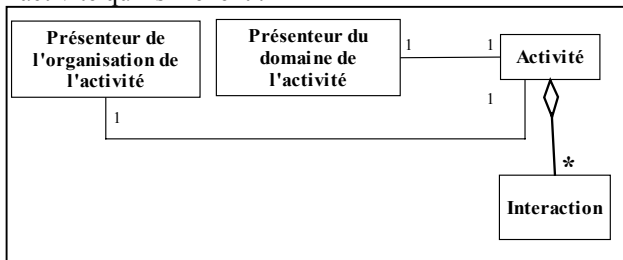 Présenteur de
l'organisation de
l'activité
Présenteur du
domaine de
l'activité
1
1
Activité
1
1
*
Interaction